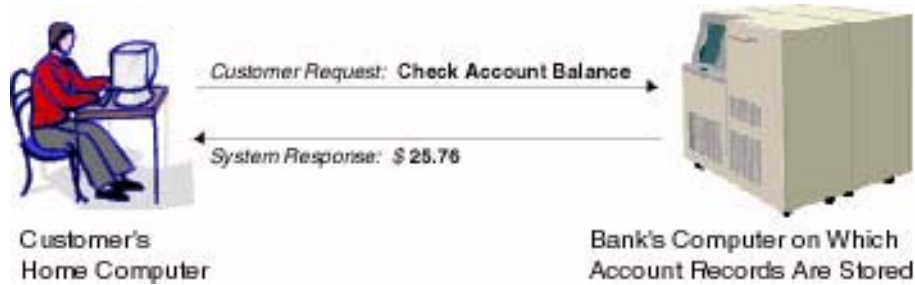 Customer Request: Check Account Balance
System Response: $ 25.76
Customer's
Home Computer
Bank's Computer on Which
Account Records Are Stored